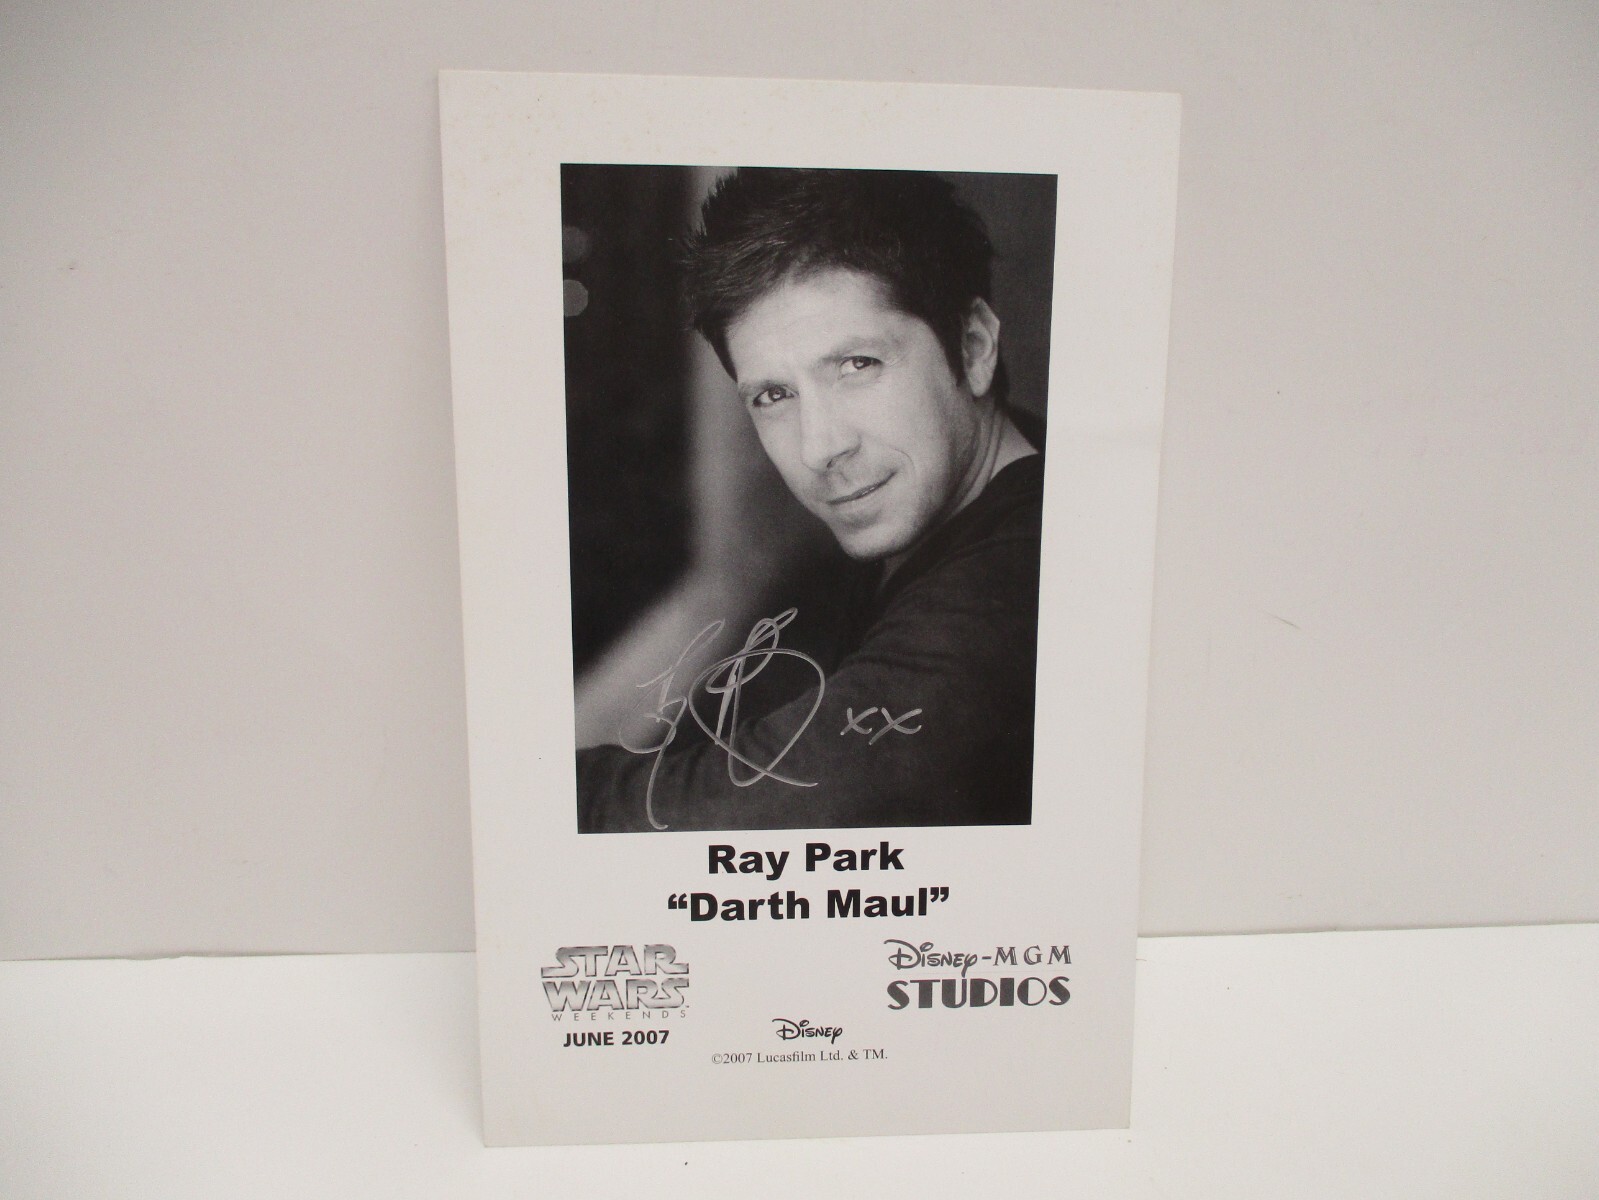 xx
Ray Park
“Darth Maul”
STAR WARS
WEEKENDS
JUNE 2007
Disney-MGM
STUDIOS
Disney
©2007 Lucasfilm Ltd. & TM.